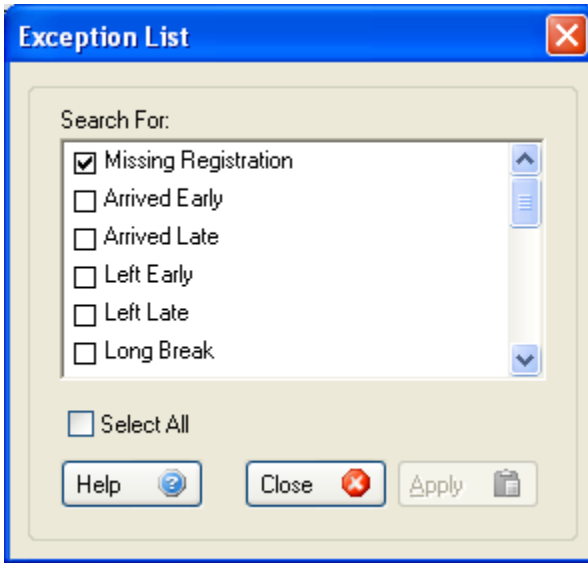 Exception List
Search For:
Missing Registration
Arrived Early
Arrived Late
Left Early
Left Late
Long Break
Select All
Help Close Apply